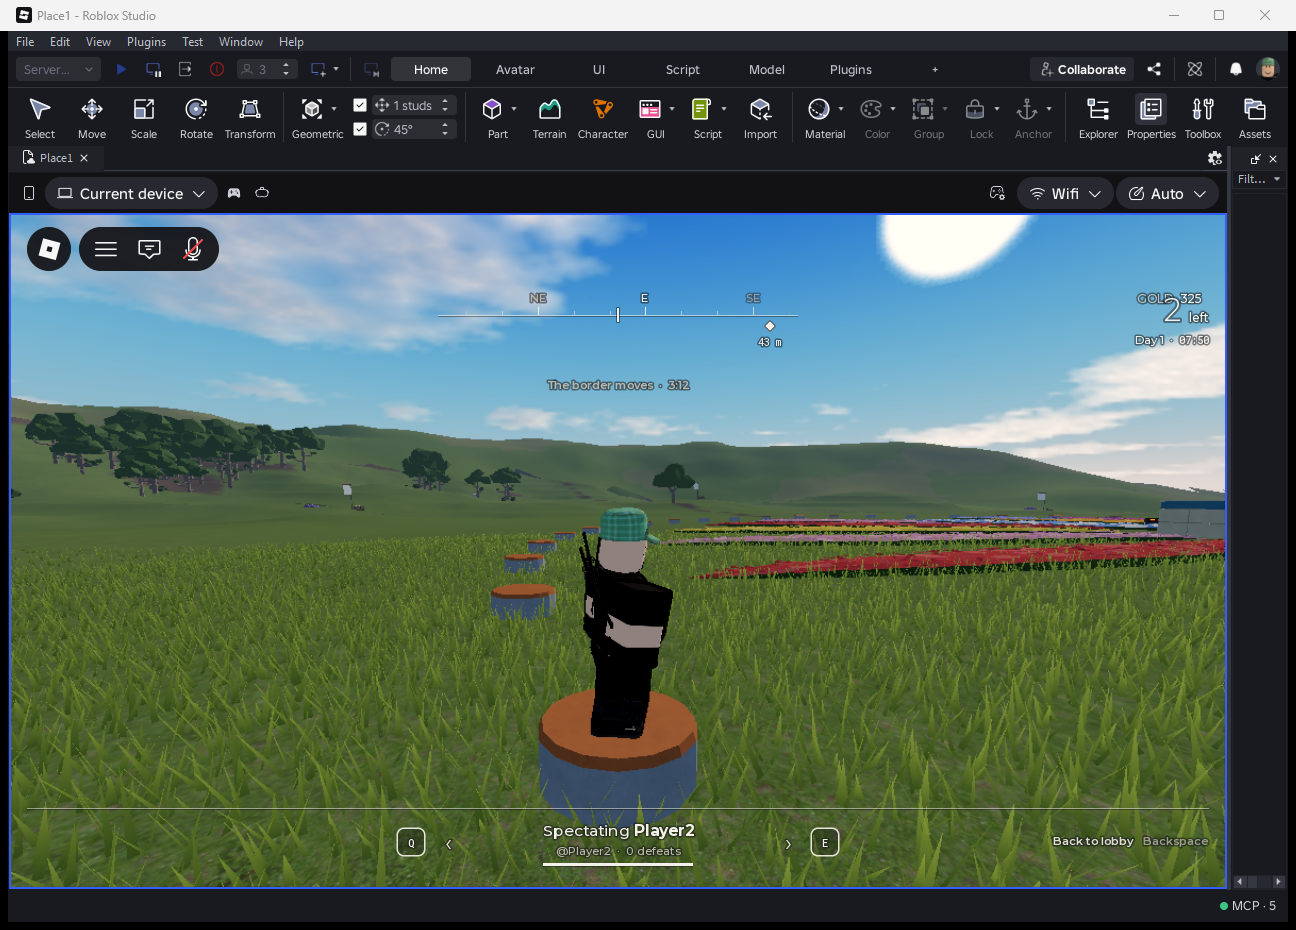 Place1 - Roblox Studio
File Edit View Plugins Test Window Help
Server... 3 Home Avatar UI Script Model Plugins + Collaborate
1 studs
45°
Select Move Scale Rotate Transform Geometric Part Terrain Character GUI Script Import Material Color Group Lock Anchor Explorer Properties Toolbox Assets
Place1
Filt...
Current device Wifi Auto
NE E SE
GOLD 325
2 left
43 m
Day 1 · 07:50
The border moves · 3:12
Spectating Player2
Q ‹ › E
@Player2 · 0 defeats
Back to lobby Backspace
MCP · 5